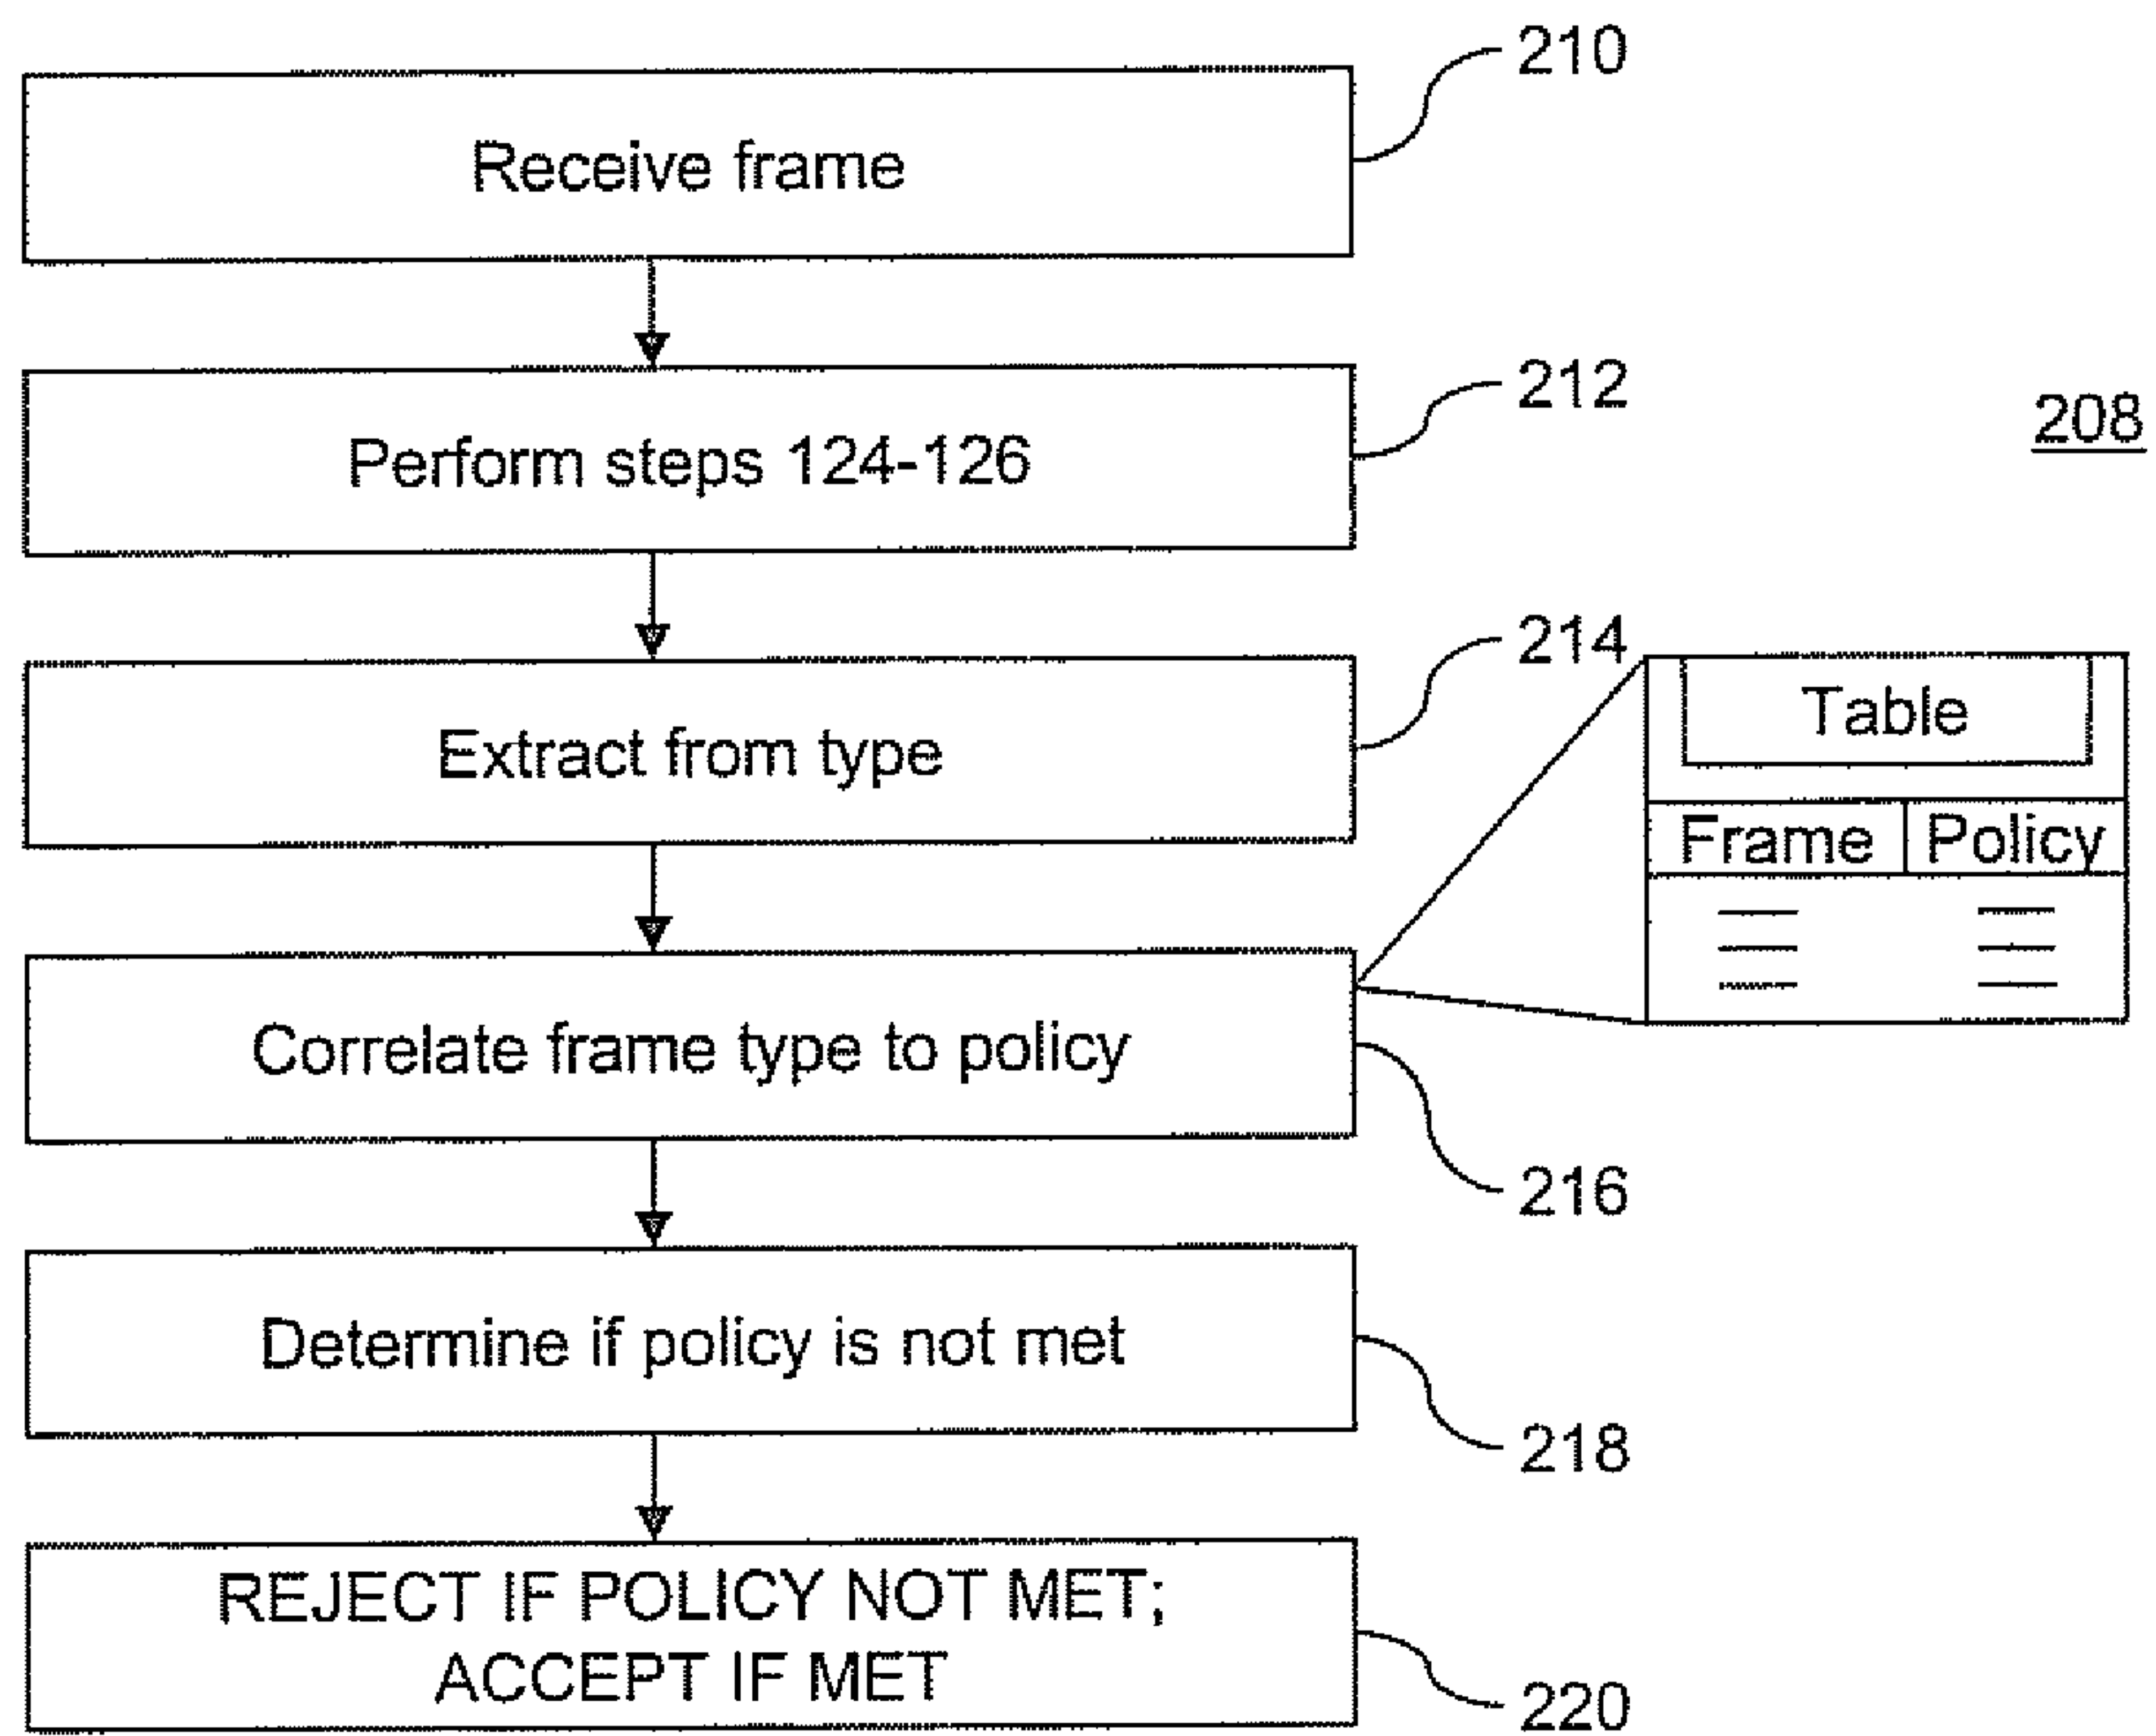 210
Receive frame
212
208
Perform steps 124-126
214
Table
Extract from type
Frame Policy
Correlate frame type to policy
216
Determine if policy is not met
218
REJECT IF POLICY NOT MET;
ACCEPT IF MET
220